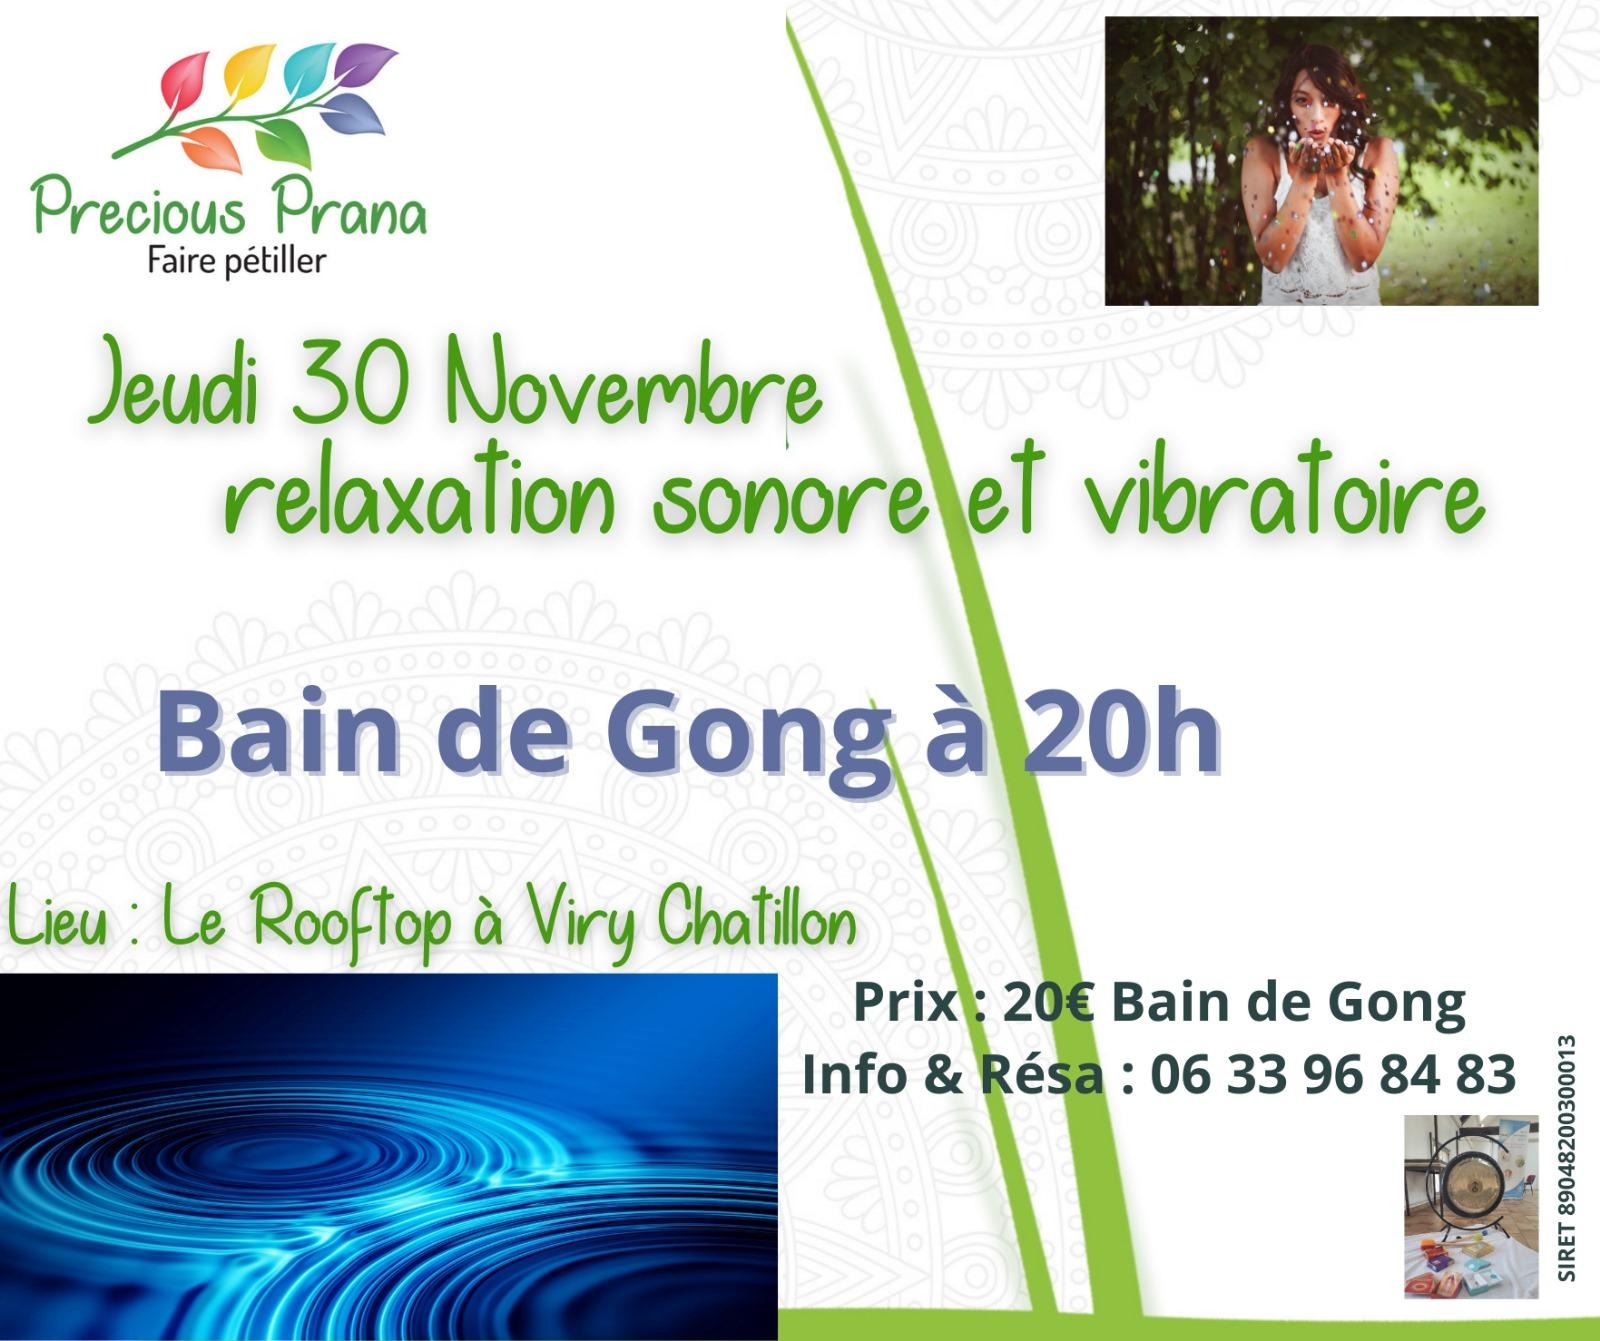 Precious Prana
Faire pétiller
Jeudi 30 Novembre
relaxation sonore et vibratoire
Bain de Gong à 20h
Lieu : Le Rooftop à Viry Chatillon
Prix : 20€ Bain de Gong
Info & Résa : 06 33 96 84 83
SIRET 89048200300013